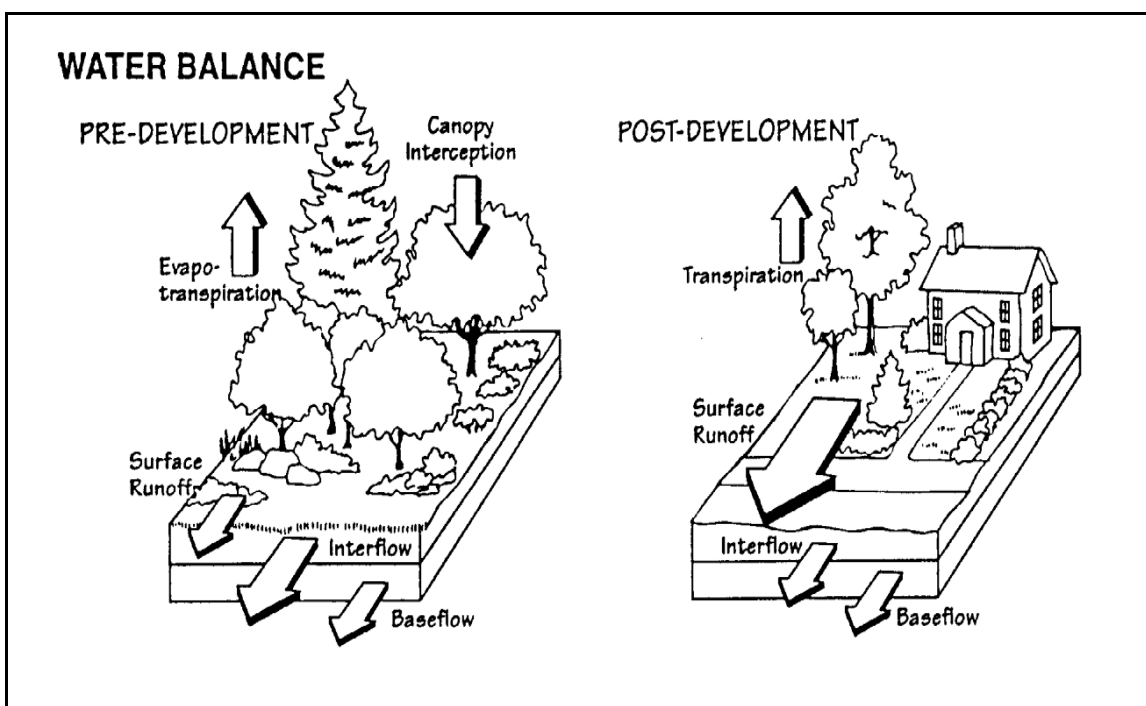 WATER BALANCE
PRE-DEVELOPMENT
Canopy
Interception
Evapo-
transpiration
Surface
Runoff
Interflow
Baseflow
POST-DEVELOPMENT
Transpiration
Surface
Runoff
Interflow
Baseflow